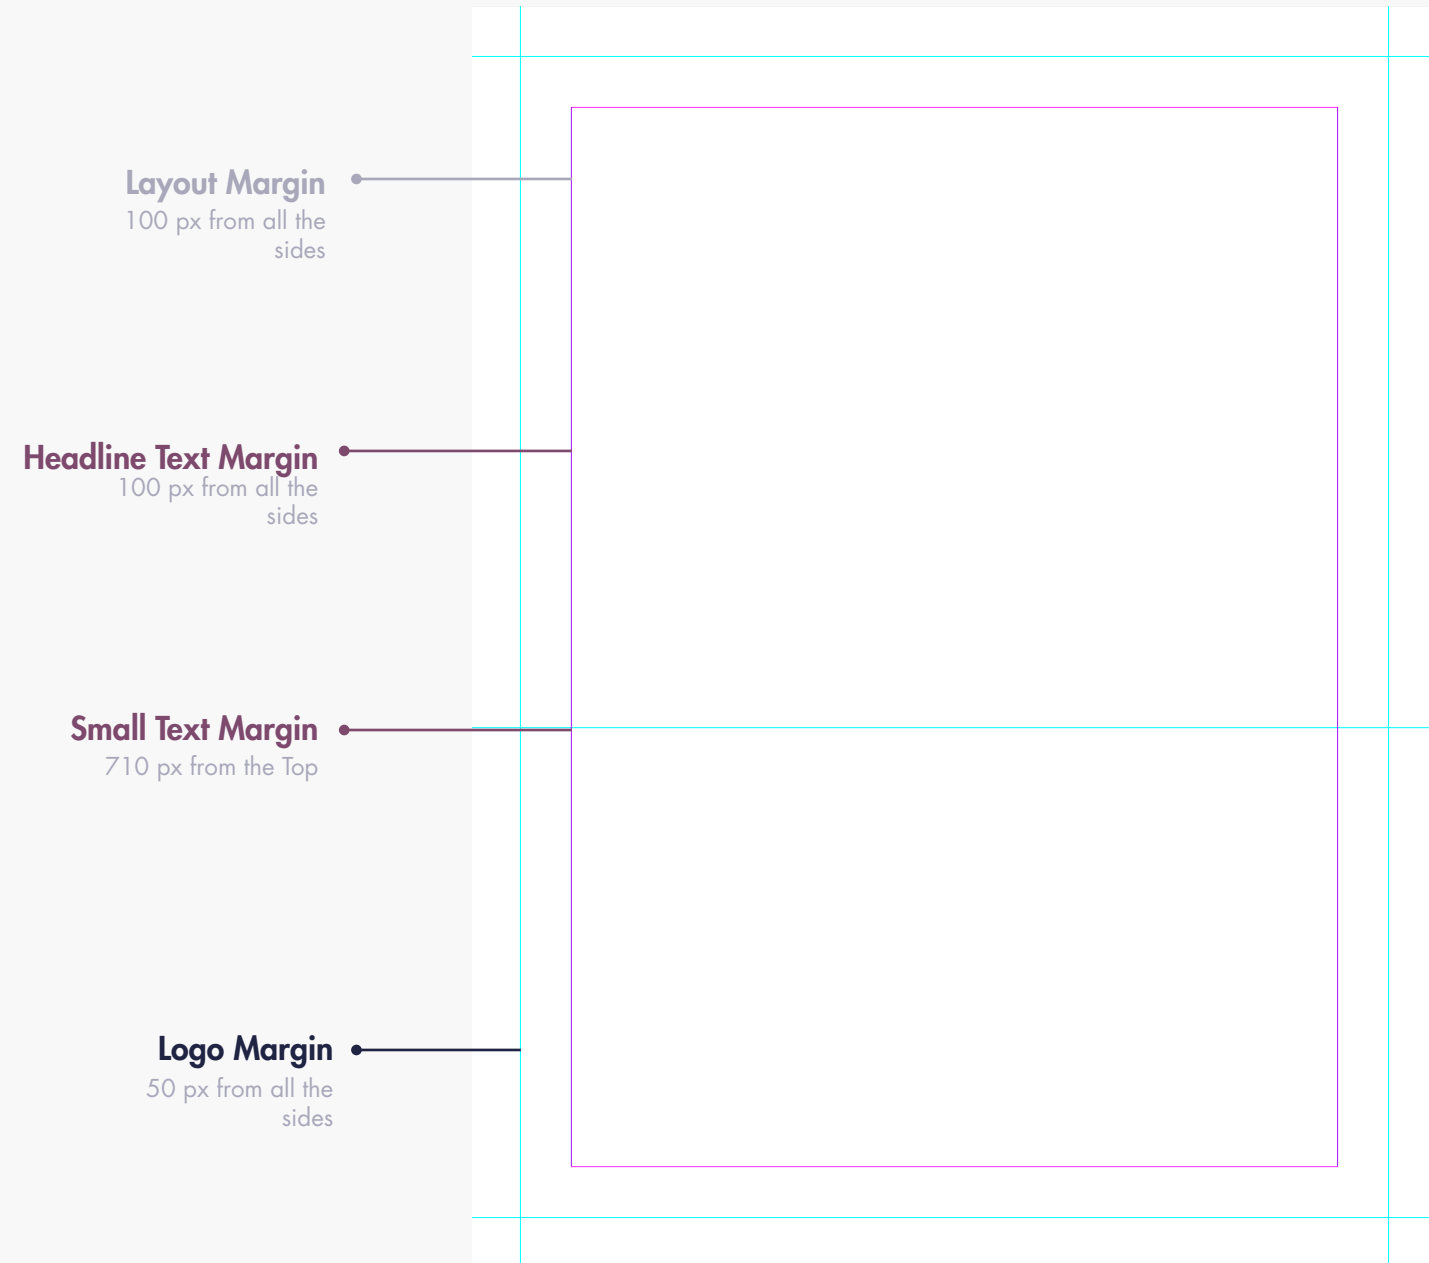 Layout Margin
100 px from all the
sides
Headline Text Margin
100 px from all the
sides
Small Text Margin
710 px from the Top
Logo Margin
50 px from all the
sides